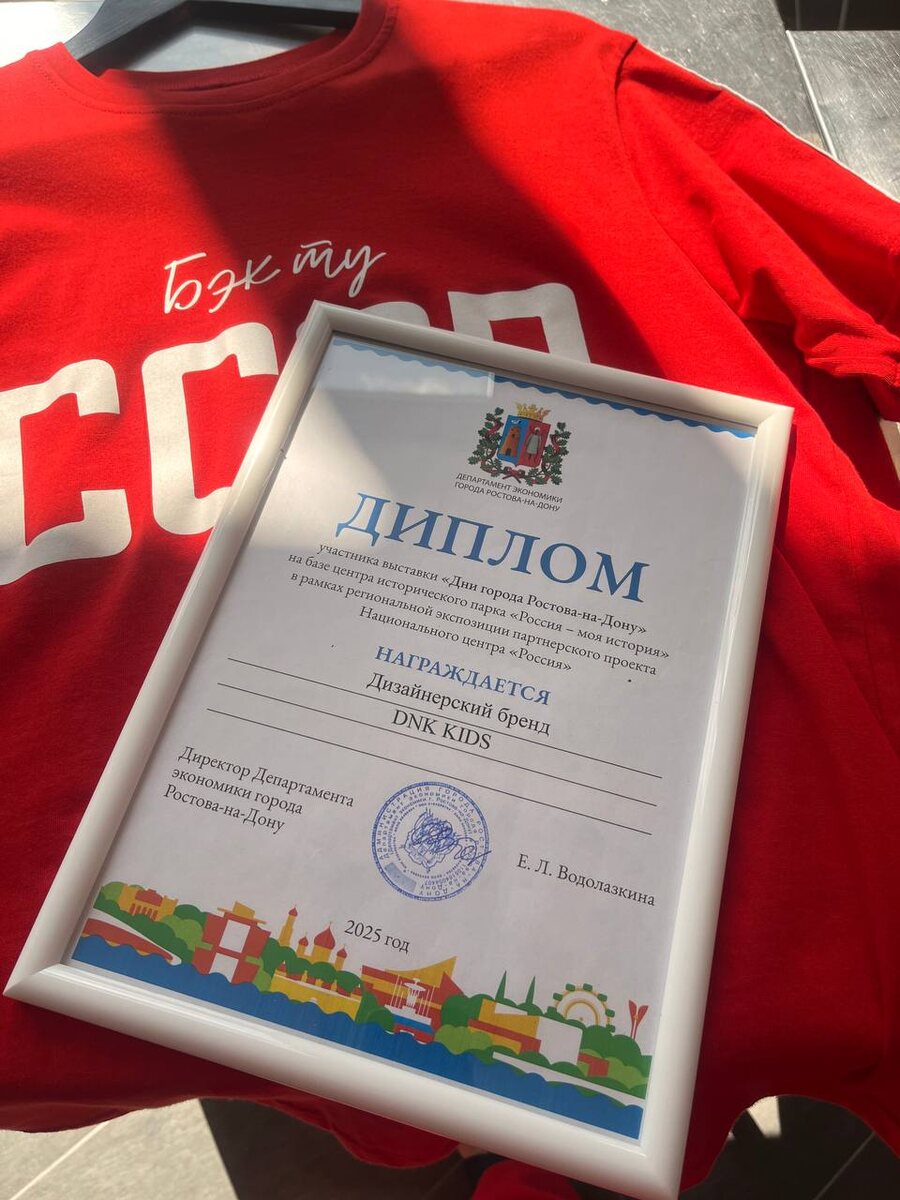 Бэк ту
СССР
ДЕПАРТАМЕНТ ЭКОНОМИКИ
ГОРОДА РОСТОВА-НА-ДОНУ
ДИПЛОМ
участника выставки «Дни города Ростова-на-Дону»
на базе центра исторического парка «Россия – моя история»
в рамках региональной экспозиции партнерского проекта
Национального центра «Россия»
НАГРАЖДАЕТСЯ
Дизайнерский бренд
DNK KIDS
Директор Департамента
экономики города
Ростова-на-Дону
Е. Л. Водолазкина
2025 год